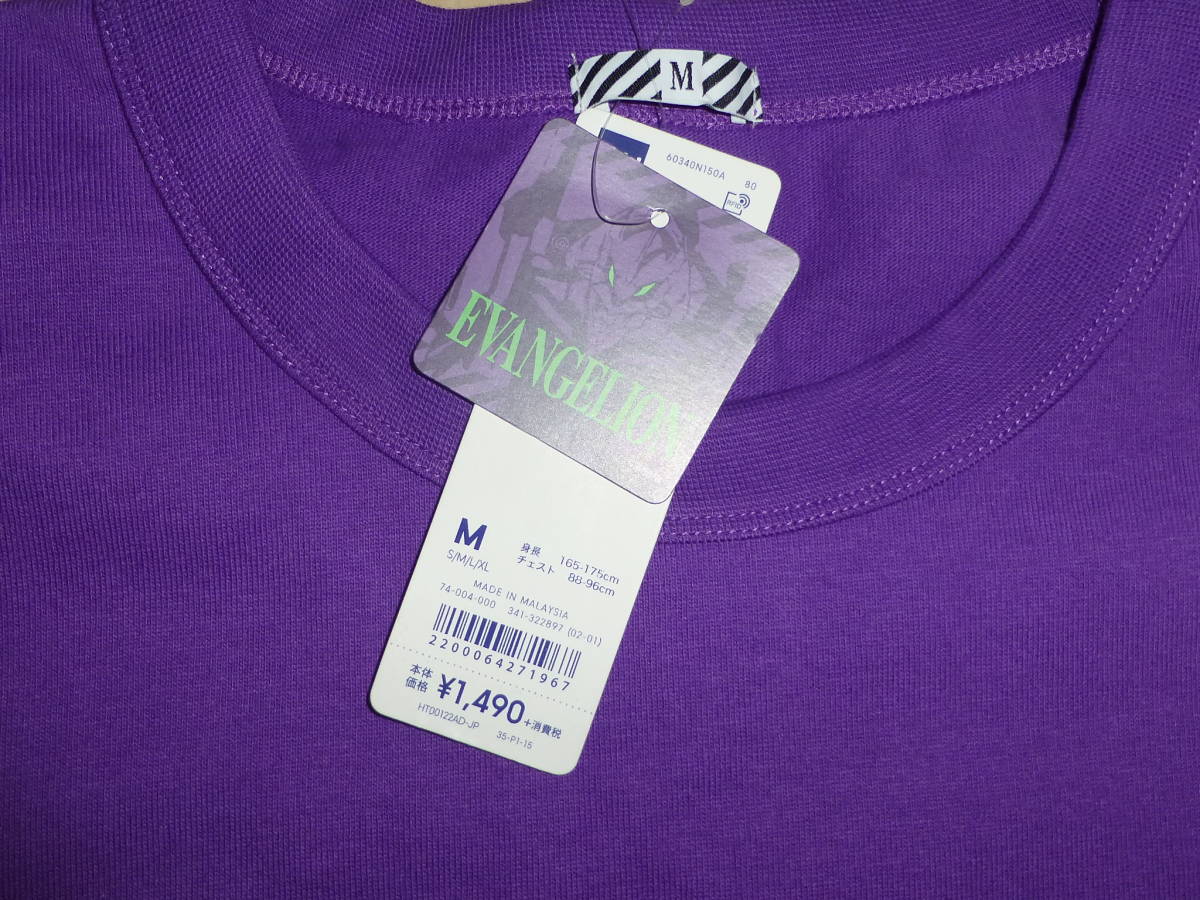 M
60340N150A 80
RFID
EVANGELION
M
S/M/L/XL
身長 165-175cm
チェスト 88-96cm
MADE IN MALAYSIA
74-004-000 341-322897 (02-01)
2200064271967
本体
価格 ¥1,490 +消費税
HTD0122AD-JP 35-P1-15